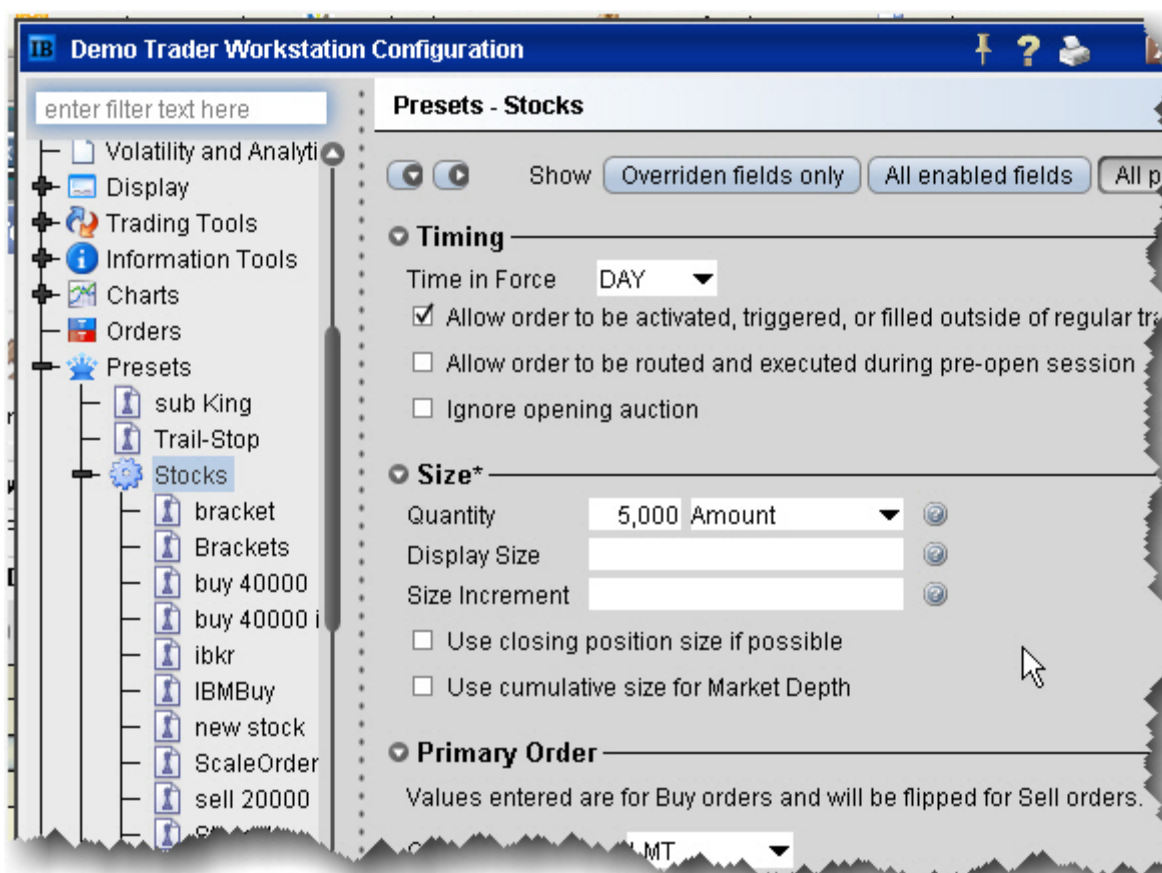 IB Demo Trader Workstation Configuration
enter filter text here
Volatility and Analyti
Display
Trading Tools
Information Tools
Charts
Orders
Presets
sub King
Trail-Stop
Stocks
bracket
Brackets
buy 40000
buy 40000 i
ibkr
IBMBuy
new stock
ScaleOrder
sell 20000
Presets - Stocks
Show Overriden fields only All enabled fields All p
Timing
Time in Force DAY
Allow order to be activated, triggered, or filled outside of regular tra
Allow order to be routed and executed during pre-open session
Ignore opening auction
Size*
Quantity 5,000 Amount
Display Size
Size Increment
Use closing position size if possible
Use cumulative size for Market Depth
Primary Order
Values entered are for Buy orders and will be flipped for Sell orders.
LMT